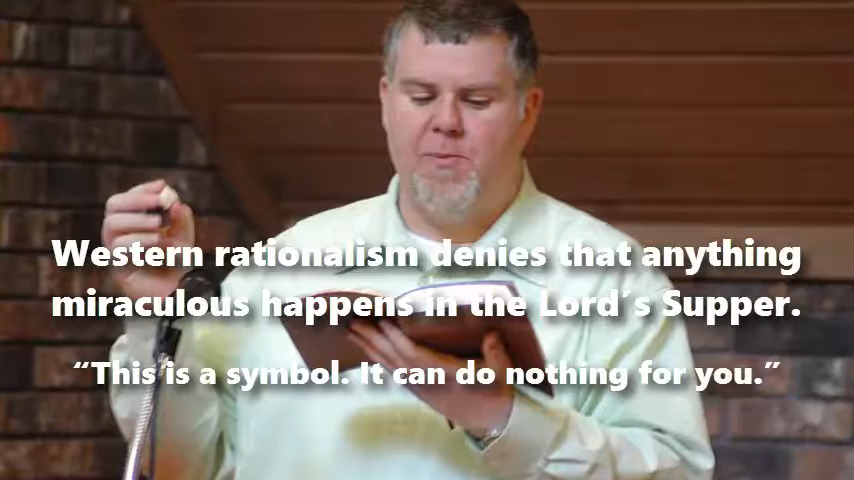 Western rationalism denies that anything
miraculous happens in the Lord´s Supper.
“This is a symbol. It can do nothing for you.”